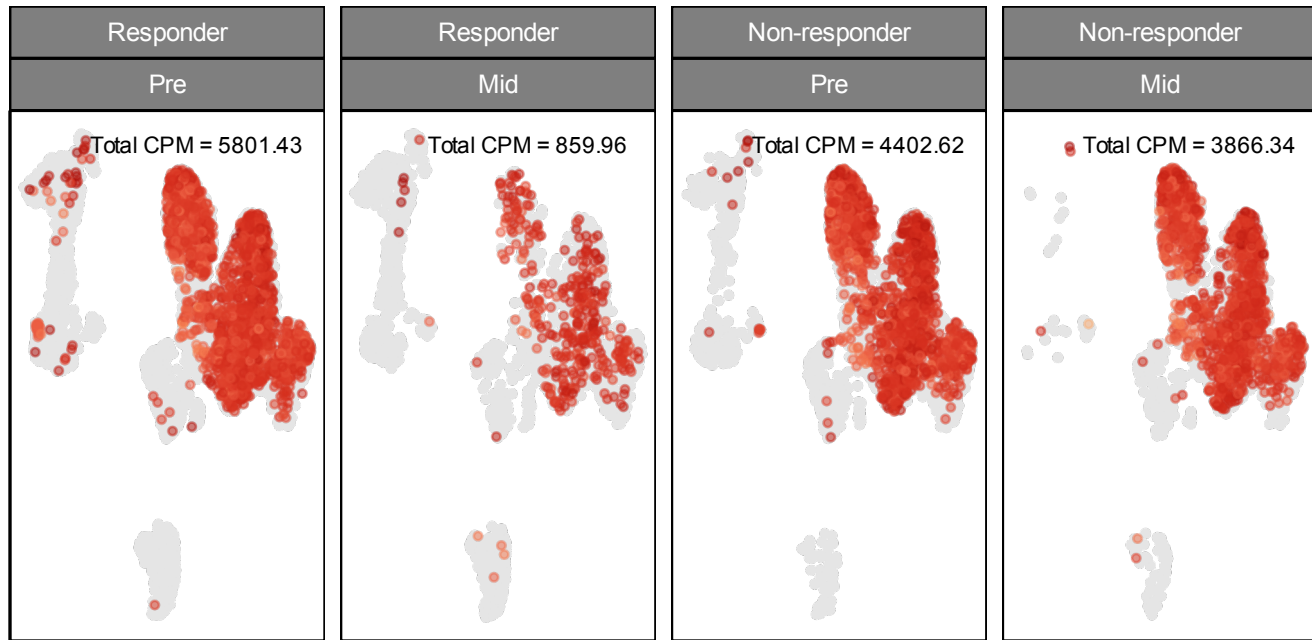 Responder
Responder
Non-responder
Non-responder
Pre
Mid
Pre
Mid
Total CPM = 5801.43
Total CPM = 859.96
Total CPM = 4402.62
Total CPM = 3866.34